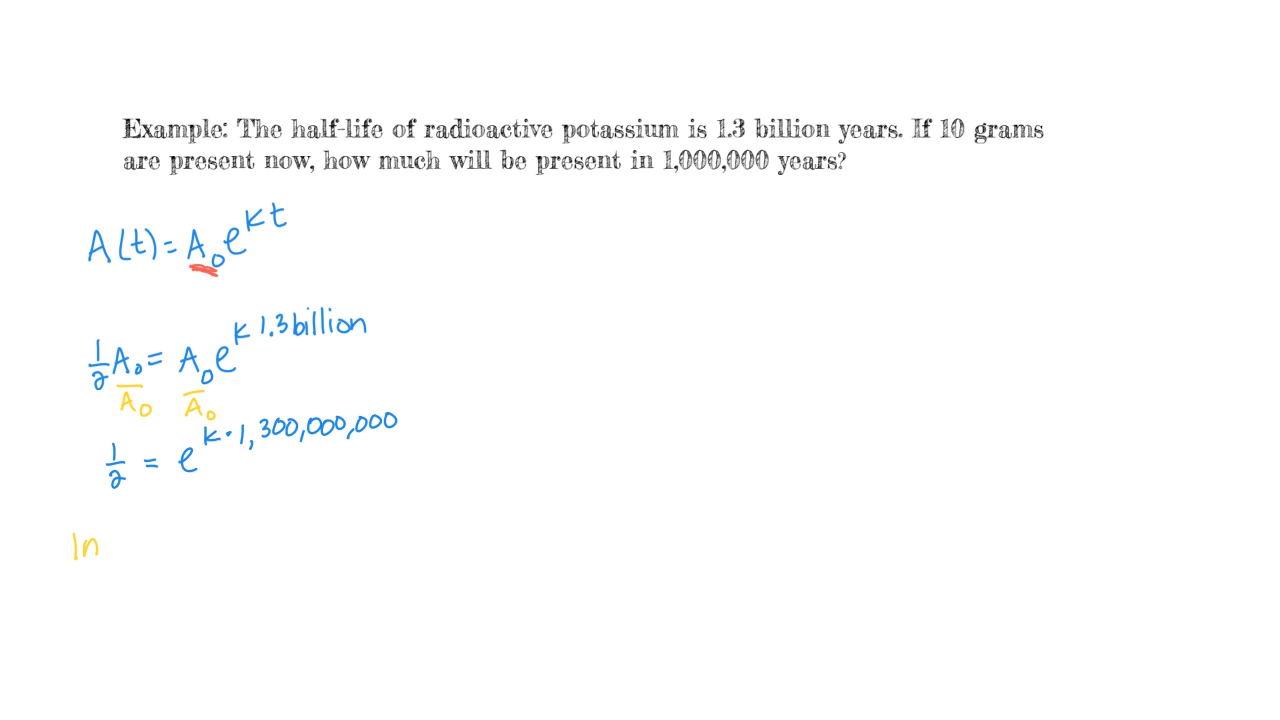 Example: The half-life of radioactive potassium is 1.3 billion years. If 10 grams
are present now, how much will be present in 1,000,000 years?
A(t) = A₀e^kt
½A₀ = A₀e^k 1.3 billion
A₀ A₀
½ = e^k · 1,300,000,000
ln